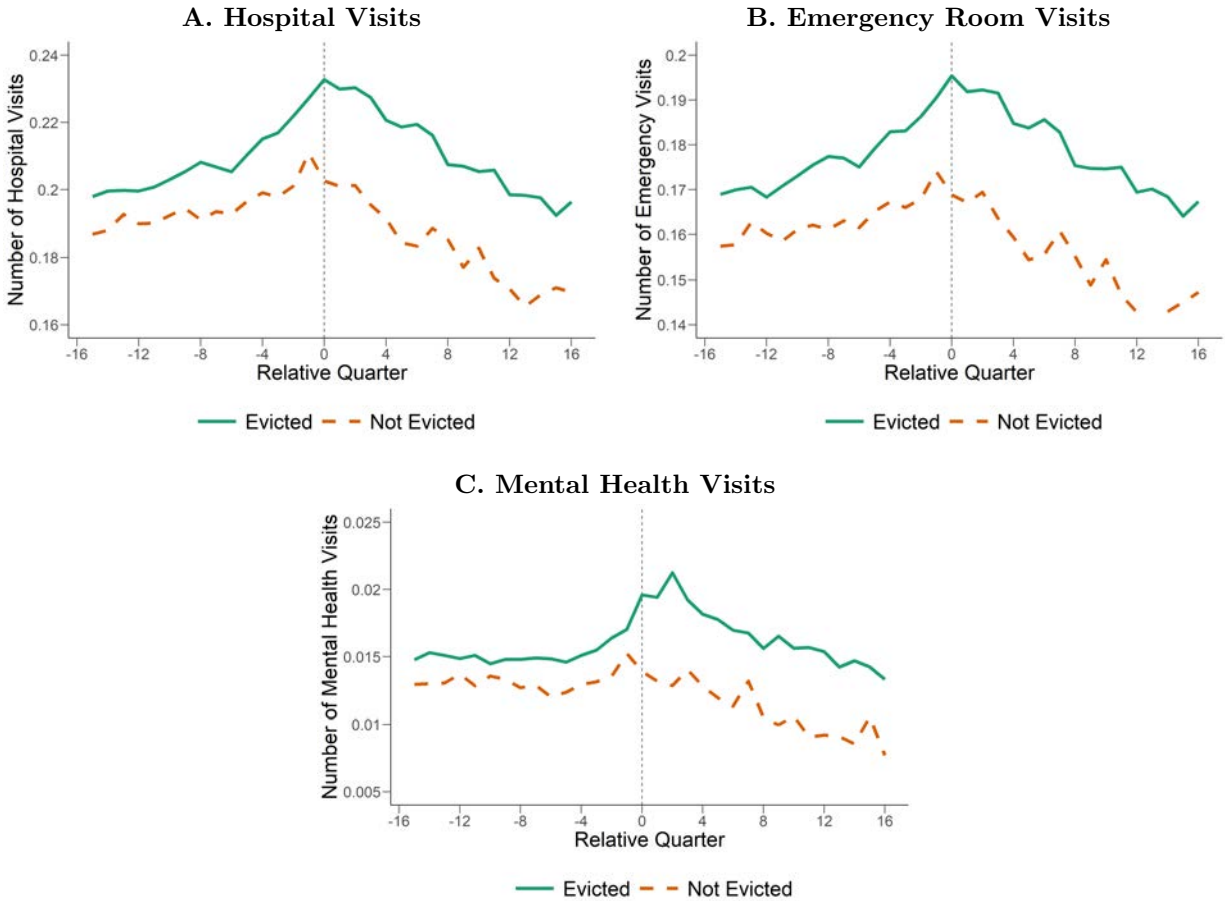 A. Hospital Visits
Number of Hospital Visits
0.24
0.22
0.2
0.18
0.16
-16 -12 -8 -4 0 4 8 12 16
Relative Quarter
Evicted Not Evicted
B. Emergency Room Visits
Number of Emergency Visits
0.2
0.19
0.18
0.17
0.16
0.15
0.14
-16 -12 -8 -4 0 4 8 12 16
Relative Quarter
Evicted Not Evicted
C. Mental Health Visits
Number of Mental Health Visits
0.025
0.02
0.015
0.01
0.005
-16 -12 -8 -4 0 4 8 12 16
Relative Quarter
Evicted Not Evicted